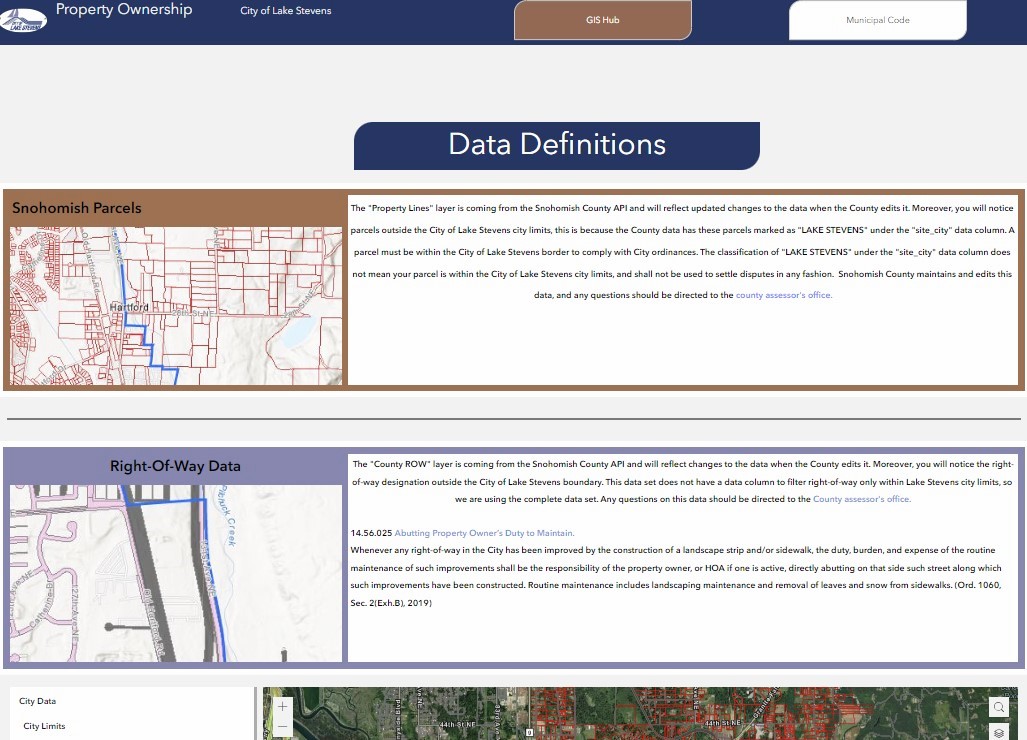 Property Ownership
City of Lake Stevens
GIS Hub
Municipal Code
LAKE STEVENS
Data Definitions
Snohomish Parcels
Hartford
The "Property Lines" layer is coming from the Snohomish County API and will reflect updated changes to the data when the County edits it. Moreover, you will notice
parcels outside the City of Lake Stevens city limits, this is because the County data has these parcels marked as "LAKE STEVENS" under the "site_city" data column. A
parcel must be within the City of Lake Stevens border to comply with City ordinances. The classification of "LAKE STEVENS" under the "site_city" data column does
not mean your parcel is within the City of Lake Stevens city limits, and shall not be used to settle disputes in any fashion. Snohomish County maintains and edits this
data, and any questions should be directed to the county assessor's office.
Right-Of-Way Data
Creek
127th Ave NE
Old Hartford Rd
The "County ROW" layer is coming from the Snohomish County API and will reflect changes to the data when the County edits it. Moreover, you will notice the right-
of-way designation outside the City of Lake Stevens boundary. This data set does not have a data column to filter right-of-way only within Lake Stevens city limits, so
we are using the complete data set. Any questions on this data should be directed to the County assessor's office.
14.56.025 Abutting Property Owner's Duty to Maintain.
Whenever any right-of-way in the City has been improved by the construction of a landscape strip and/or sidewalk, the duty, burden, and expense of the routine
maintenance of such improvements shall be the responsibility of the property owner, or HOA if one is active, directly abutting on that side such street along which
such improvements have been constructed. Routine maintenance includes landscaping maintenance and removal of leaves and snow from sidewalks. (Ord. 1060,
Sec. 2(Exh.B), 2019)
City Data
City Limits
44th St NE
83rd Ave
9
44th St NE